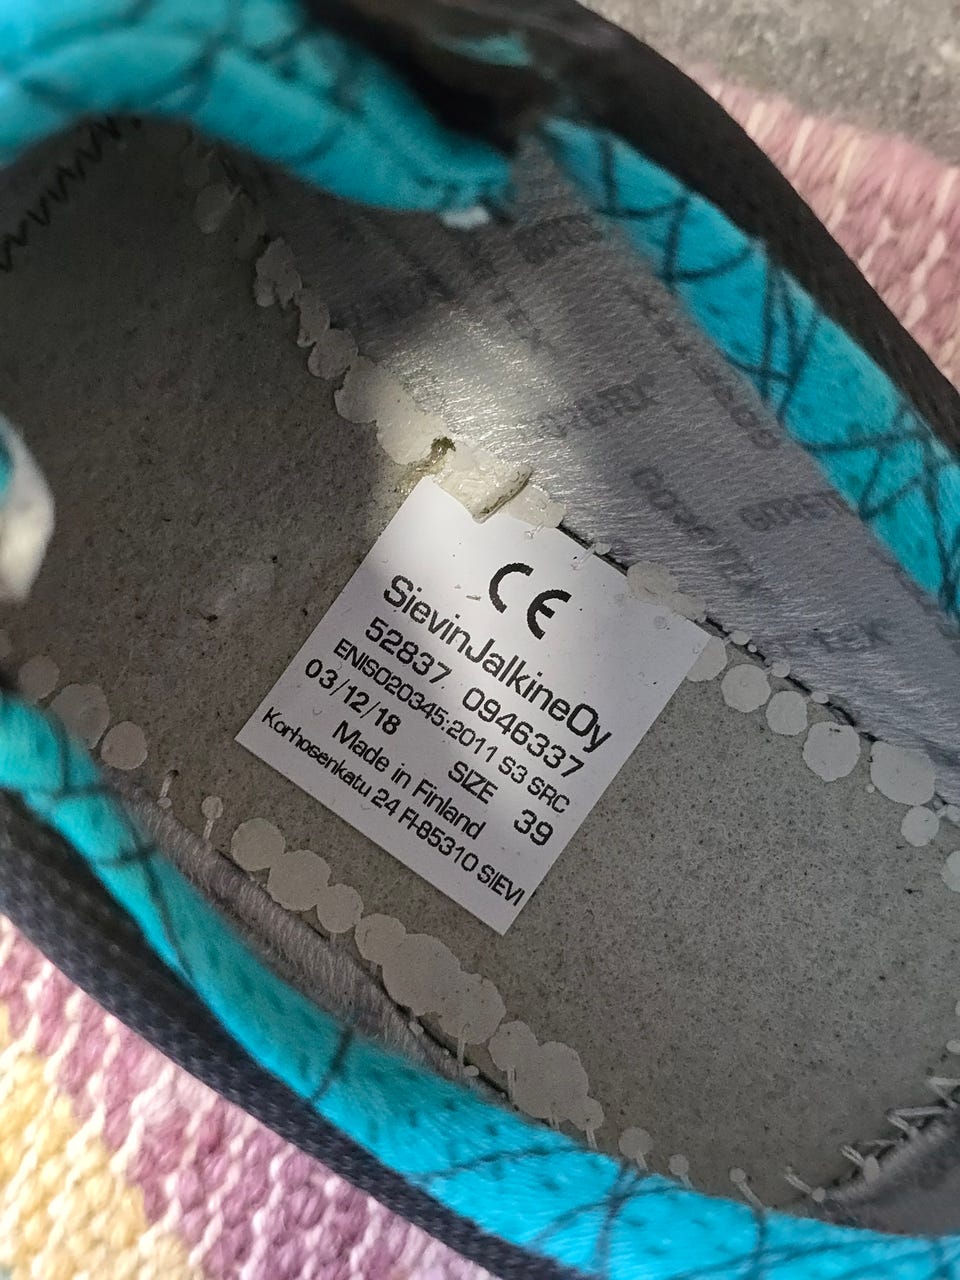 CE
SievinJalkineOy
52837 0946337
ENISO20345:2011 S3 SRC
03/12/18 SIZE 39
Made in Finland
Korhosenkatu 24 FI-85310 SIEVI